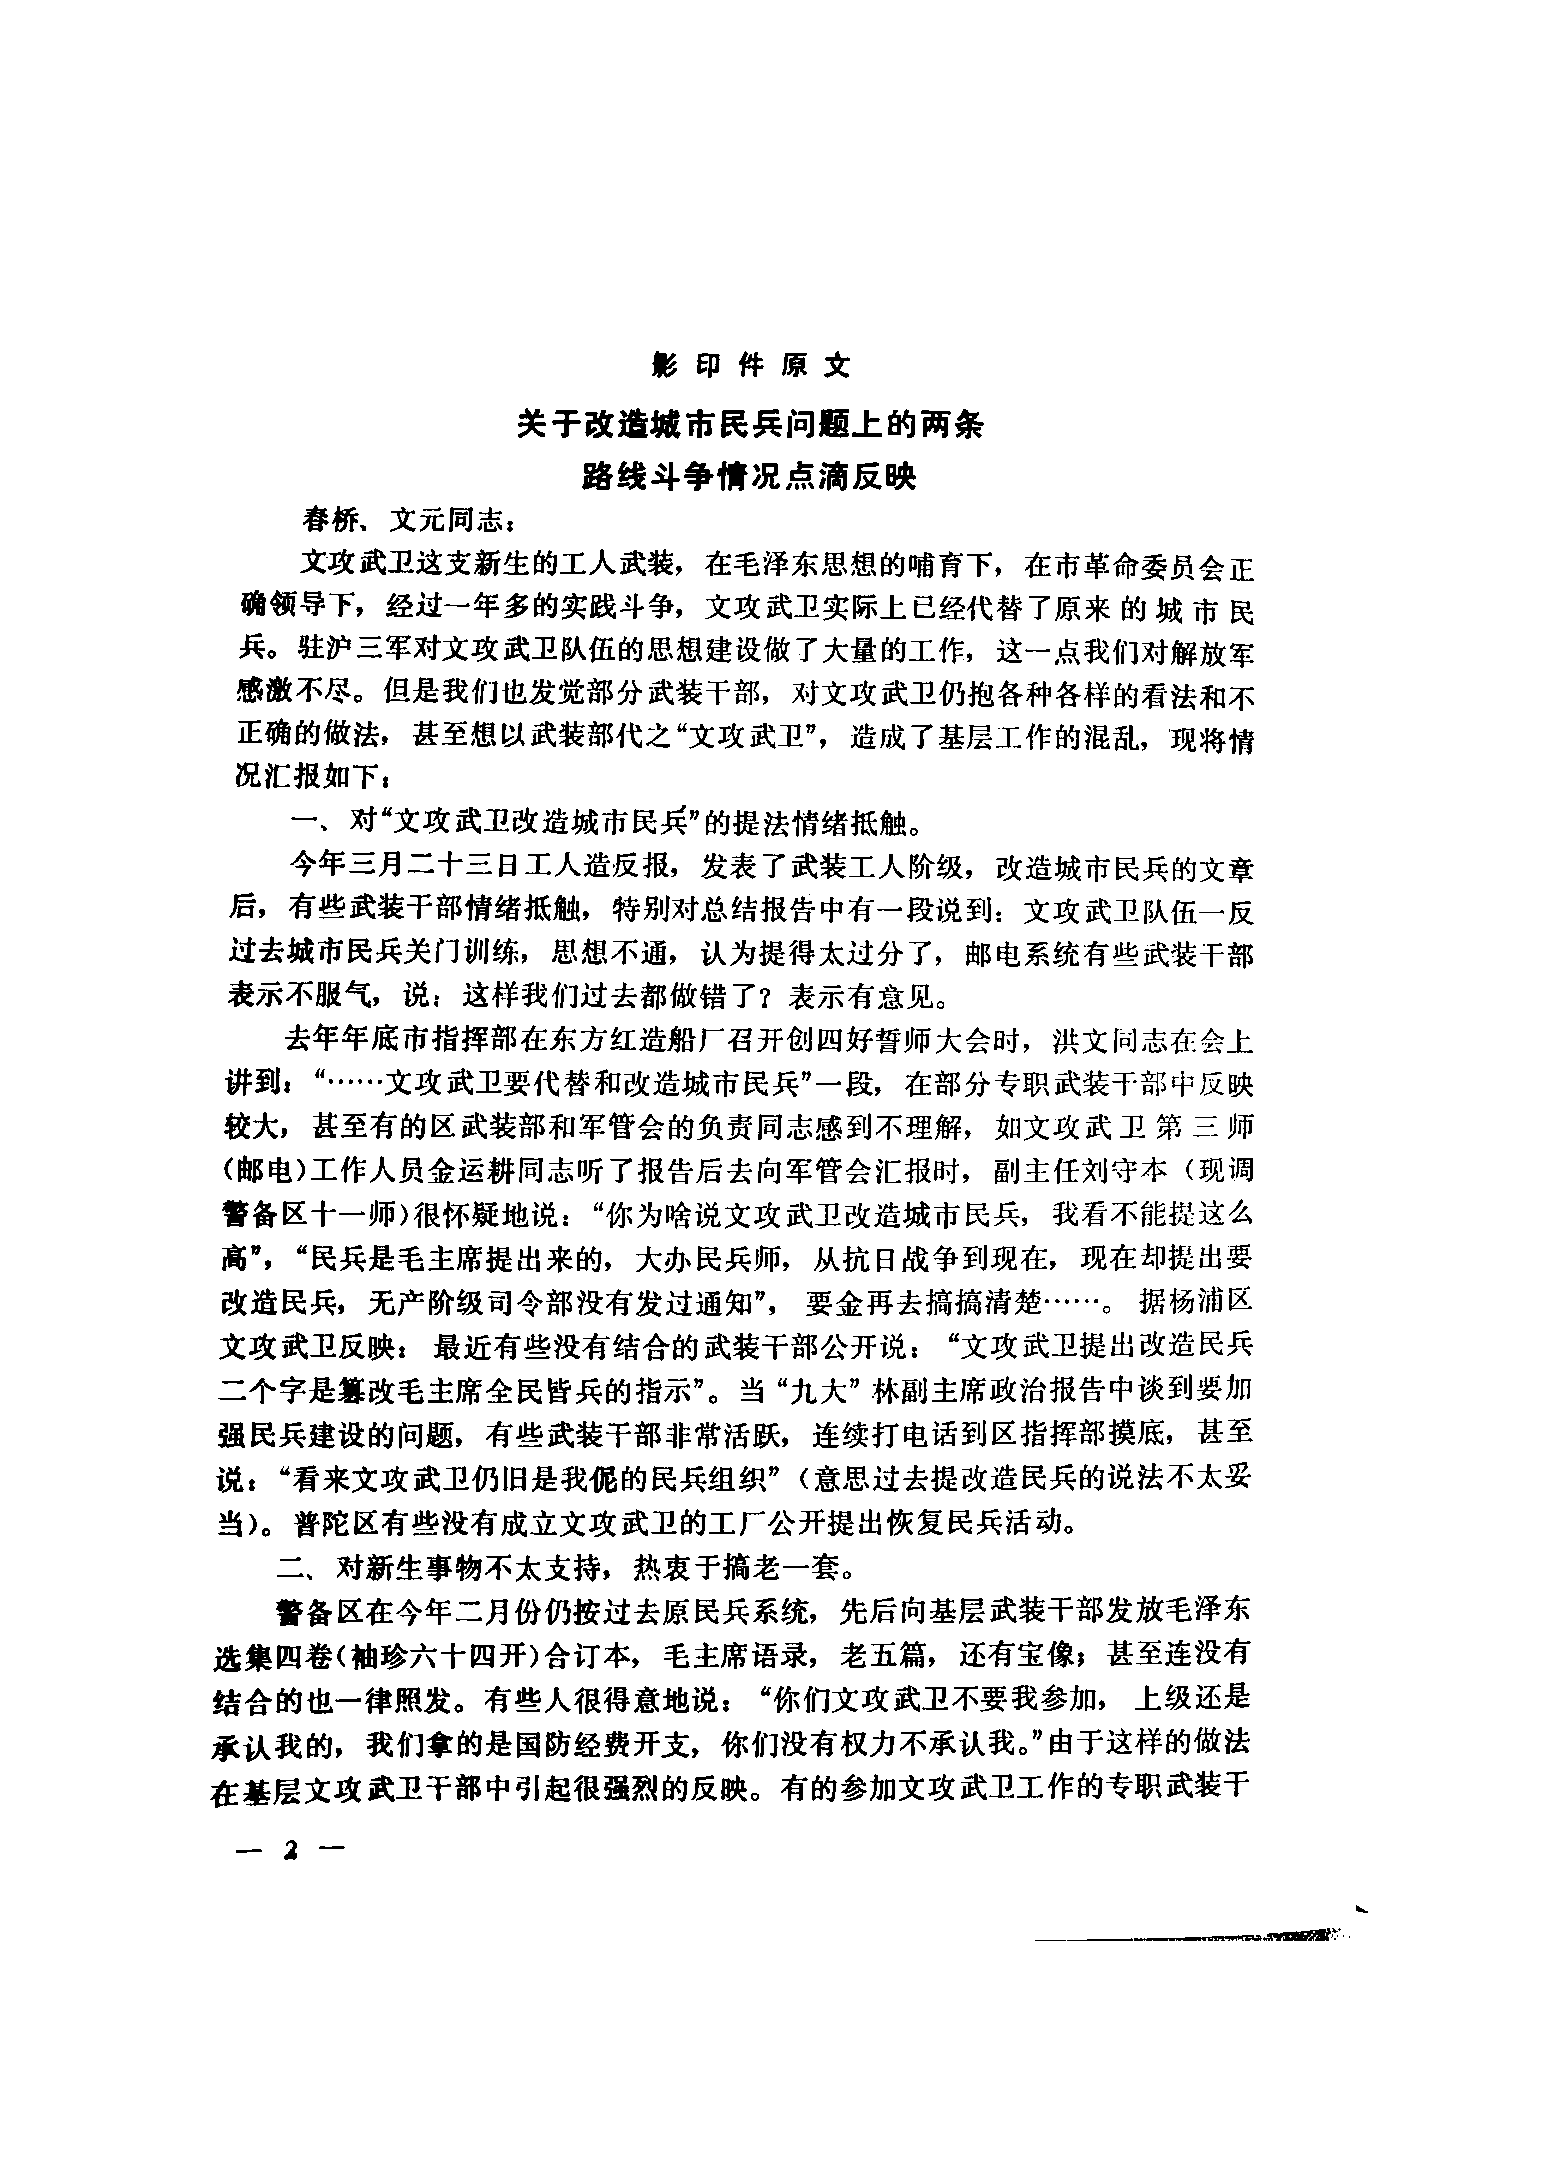 影印件原文
关于改造城市民兵问题上的两条
路线斗争情况点滴反映
春桥、文元同志：
文攻武卫这支新生的工人武装，在毛泽东思想的哺育下，在市革命委员会正
确领导下，经过一年多的实践斗争，文攻武卫实际上已经代替了原来的城市民
兵。驻沪三军对文攻武卫队伍的思想建设做了大量的工作，这一点我们对解放军
感激不尽。但是我们也发觉部分武装干部，对文攻武卫仍抱各种各样的看法和不
正确的做法，甚至想以武装部代之“文攻武卫”，造成了基层工作的混乱，现将情
况汇报如下：
一、对“文攻武卫改造城市民兵”的提法情绪抵触。
今年三月二十三日工人造反报，发表了武装工人阶级，改造城市民兵的文章
后，有些武装干部情绪抵触，特别对总结报告中有一段说到：文攻武卫队伍一反
过去城市民兵关门训练，思想不通，认为提得太过分了，邮电系统有些武装干部
表示不服气，说：这样我们过去都做错了？表示有意见。
去年年底市指挥部在东方红造船厂召开创四好誓师大会时，洪文同志在会上
讲到：“……文攻武卫要代替和改造城市民兵”一段，在部分专职武装干部中反映
较大，甚至有的区武装部和军管会的负责同志感到不理解，如文攻武卫第三师
（邮电）工作人员金运耕同志听了报告后去向军管会汇报时，副主任刘守本（现调
警备区十一师）很怀疑地说：“你为啥说文攻武卫改造城市民兵，我看不能提这么
高”，“民兵是毛主席提出来的，大办民兵师，从抗日战争到现在，现在却提出要
改造民兵，无产阶级司令部没有发过通知”，要金再去搞搞清楚……。据杨浦区
文攻武卫反映：最近有些没有结合的武装干部公开说：“文攻武卫提出改造民兵
二个字是篡改毛主席全民皆兵的指示”。当“九大”林副主席政治报告中谈到要加
强民兵建设的问题，有些武装干部非常活跃，连续打电话到区指挥部摸底，甚至
说：“看来文攻武卫仍旧是我伲的民兵组织”（意思过去提改造民兵的说法不太妥
当）。普陀区有些没有成立文攻武卫的工厂公开提出恢复民兵活动。
二、对新生事物不太支持，热衷于搞老一套。
警备区在今年二月份仍按过去原民兵系统，先后向基层武装干部发放毛泽东
选集四卷（袖珍六十四开）合订本，毛主席语录，老五篇，还有宝像；甚至连没有
结合的也一律照发。有些人很得意地说：“你们文攻武卫不要我参加，上级还是
承认我的，我们拿的是国防经费开支，你们没有权力不承认我。”由于这样的做法
在基层文攻武卫干部中引起很强烈的反映。有的参加文攻武卫工作的专职武装干
— 2 —